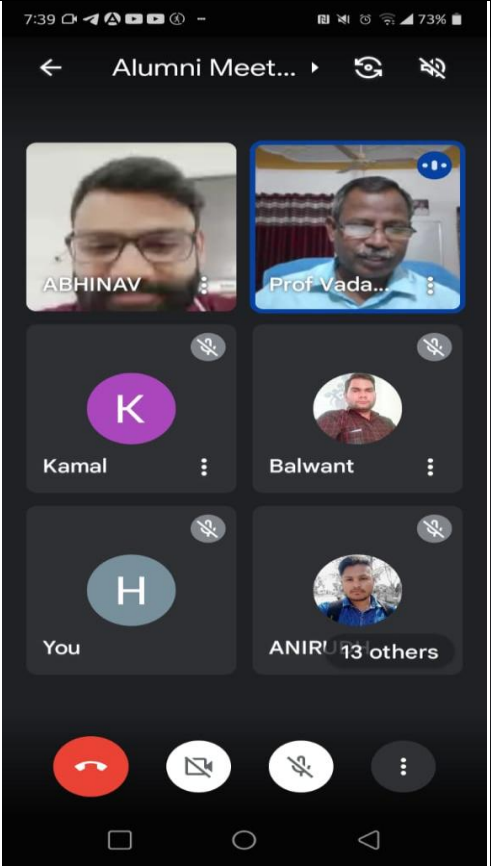 7:39
73%
Alumni Meet...
ABHINAV
Prof Vada...
K
Kamal
Balwant
H
You
13 others